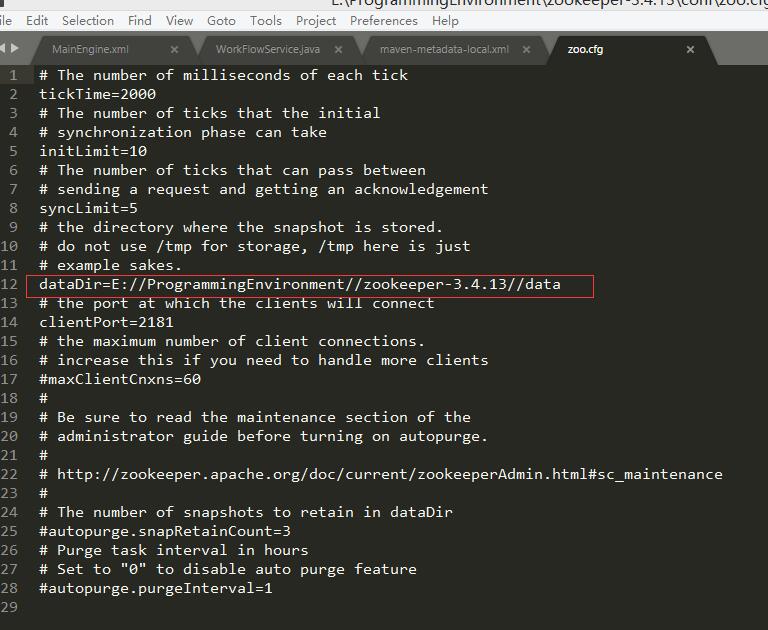 E:\ProgrammingEnvironment\zookeeper-3.4.13\conf\zoo.cfg
Edit Selection Find View Goto Tools Project Preferences Help
MainEngine.xml × WorkFlowService.java × maven-metadata-local.xml × zoo.cfg ×
1 # The number of milliseconds of each tick
2 tickTime=2000
3 # The number of ticks that the initial
4 # synchronization phase can take
5 initLimit=10
6 # The number of ticks that can pass between
7 # sending a request and getting an acknowledgement
8 syncLimit=5
9 # the directory where the snapshot is stored.
10 # do not use /tmp for storage, /tmp here is just
11 # example sakes.
12 dataDir=E://ProgrammingEnvironment//zookeeper-3.4.13//data
13 # the port at which the clients will connect
14 clientPort=2181
15 # the maximum number of client connections.
16 # increase this if you need to handle more clients
17 #maxClientCnxns=60
18 #
19 # Be sure to read the maintenance section of the
20 # administrator guide before turning on autopurge.
21 #
22 # http://zookeeper.apache.org/doc/current/zookeeperAdmin.html#sc_maintenance
23 #
24 # The number of snapshots to retain in dataDir
25 #autopurge.snapRetainCount=3
26 # Purge task interval in hours
27 # Set to "0" to disable auto purge feature
28 #autopurge.purgeInterval=1
29